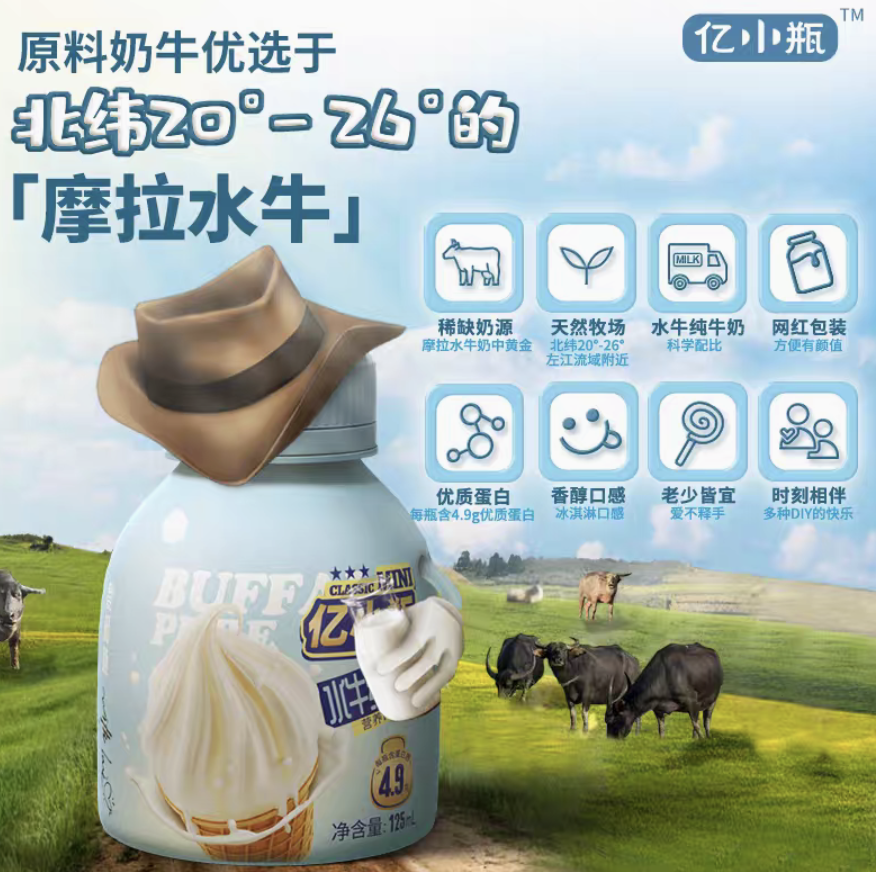 亿小瓶
TM
原料奶牛优选于
北纬20°-26°的
「摩拉水牛」
稀缺奶源
摩拉水牛奶中黄金
天然牧场
北纬20°-26°
左江流域附近
MILK
水牛纯牛奶
科学配比
网红包装
方便有颜值
优质蛋白
每瓶含4.9g优质蛋白
香醇口感
冰淇淋口感
老少皆宜
爱不释手
时刻相伴
多种DIY的快乐
CLASSIC MINI
亿
水牛
营养
4.9
净含量:125mL